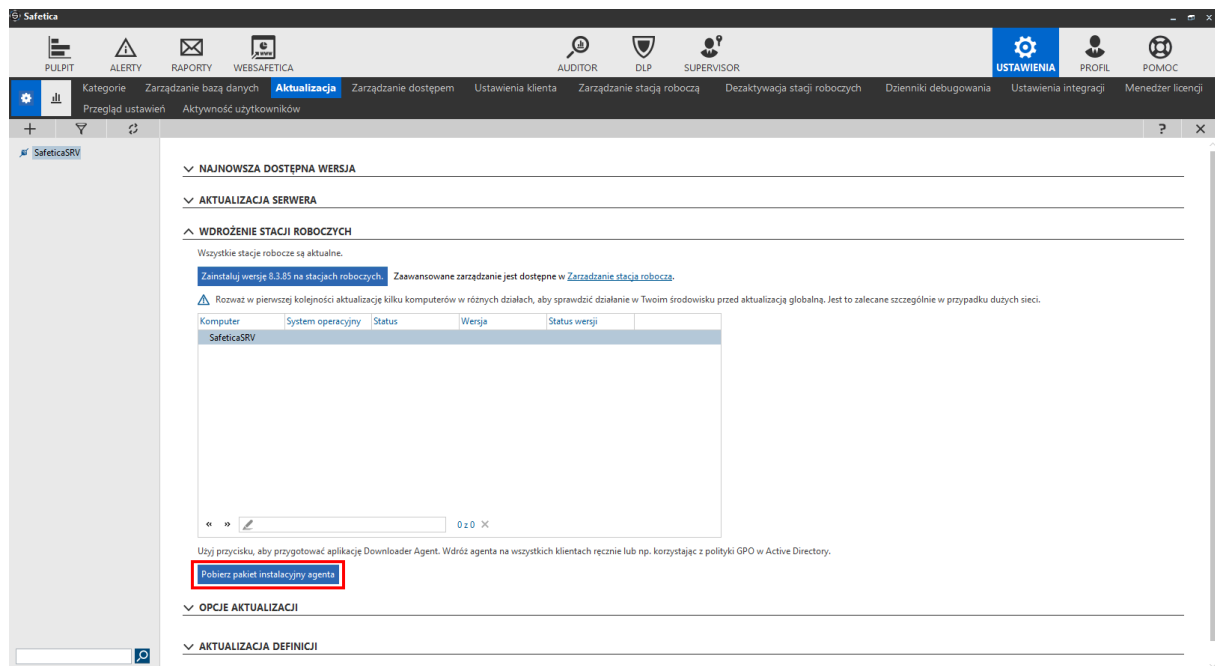 Safetica
PULPIT ALERTY RAPORTY WEBSAFETICA AUDITOR DLP SUPERVISOR USTAWIENIA PROFIL POMOC
Kategorie Zarządzanie bazą danych Aktualizacja Zarządzanie dostępem Ustawienia klienta Zarządzanie stacją roboczą Dezaktywacja stacji roboczych Dzienniki debugowania Ustawienia integracji Menedżer licencji
Przegląd ustawień Aktywność użytkowników
SafeticaSRV
NAJNOWSZA DOSTĘPNA WERSJA
AKTUALIZACJA SERWERA
WDROŻENIE STACJI ROBOCZYCH
Wszystkie stacje robocze są aktualne.
Zainstaluj wersję 8.3.85 na stacjach roboczych. Zaawansowane zarządzanie jest dostępne w Zarzadzanie stacją roboczą.
Rozważ w pierwszej kolejności aktualizację kilku komputerów w różnych działach, aby sprawdzić działanie w Twoim środowisku przed aktualizacją globalną. Jest to zalecane szczególnie w przypadku dużych sieci.
Komputer System operacyjny Status Wersja Status wersji
SafeticaSRV
0 z 0
Użyj przycisku, aby przygotować aplikację Downloader Agent. Wdróż agenta na wszystkich klientach ręcznie lub np. korzystając z polityki GPO w Active Directory.
Pobierz pakiet instalacyjny agenta
OPCJE AKTUALIZACJI
AKTUALIZACJA DEFINICJI